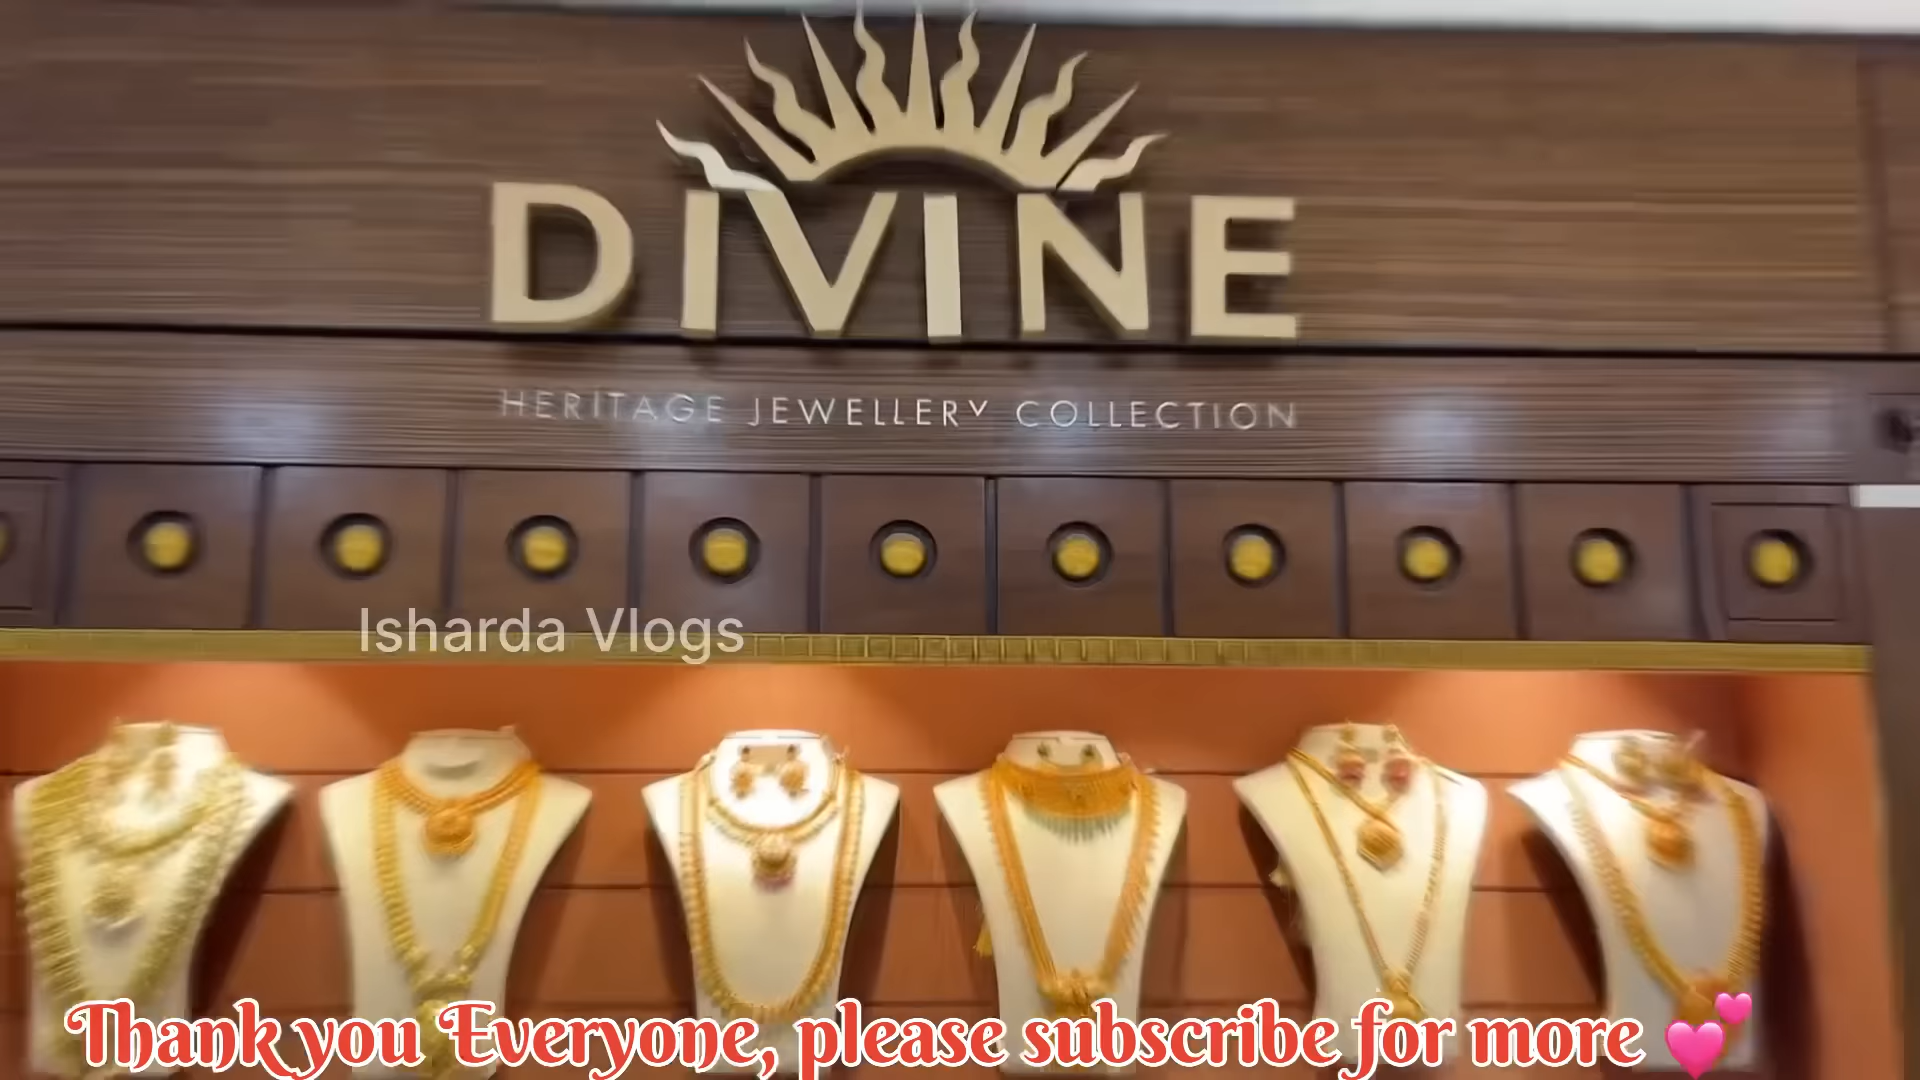 DIVINE
HERITAGE JEWELLERY COLLECTION
Isharda Vlogs
Thank you Everyone, please subscribe for more 💕